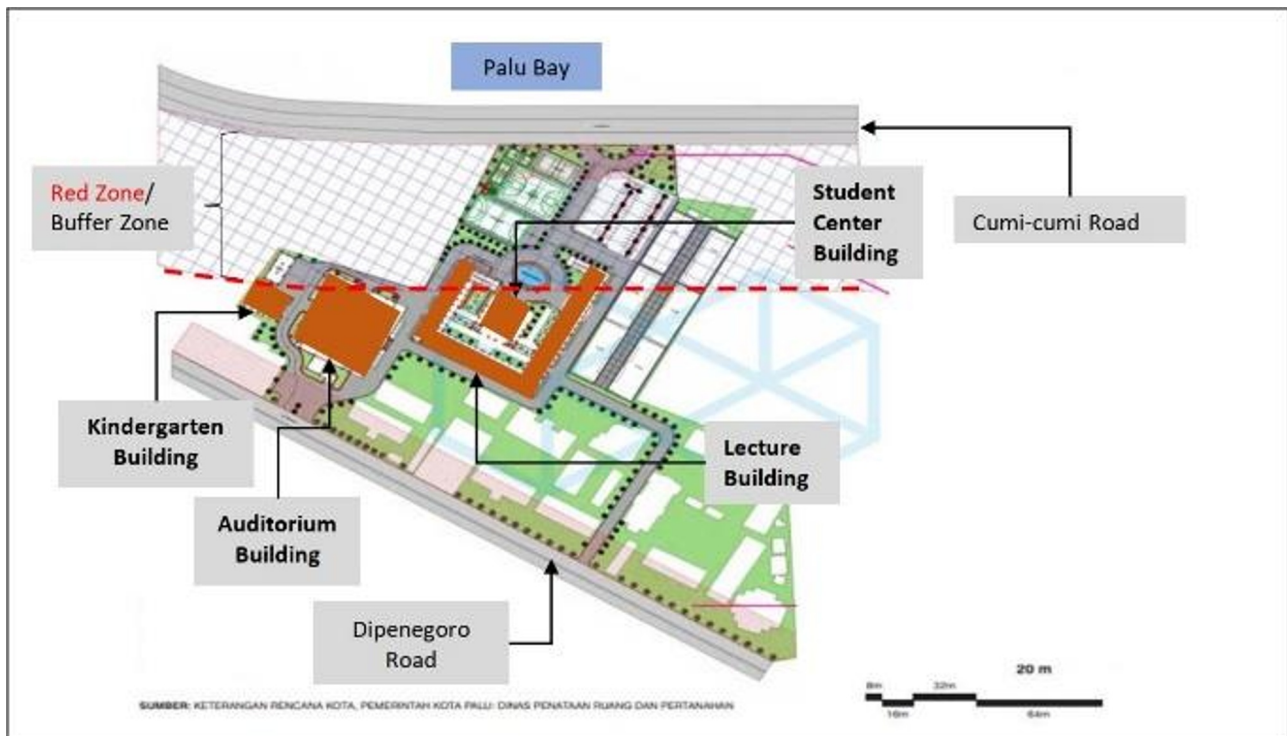 Palu Bay
Red Zone/
Buffer Zone
Student
Center
Building
Cumi-cumi Road
Kindergarten
Building
Lecture
Building
Auditorium
Building
Dipenegoro
Road
20 m
8m
32m
16m
64m
SUMBER: KETERANGAN RENCANA KOTA, PEMERINTAH KOTA PALU: DINAS PENATAAN RUANG DAN PERTANAHAN